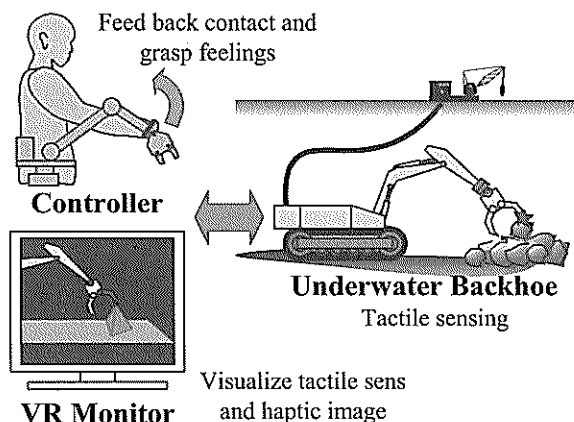 Feed back contact and
grasp feelings
Controller
Underwater Backhoe
Tactile sensing
Visualize tactile sens
and haptic image
VR Monitor